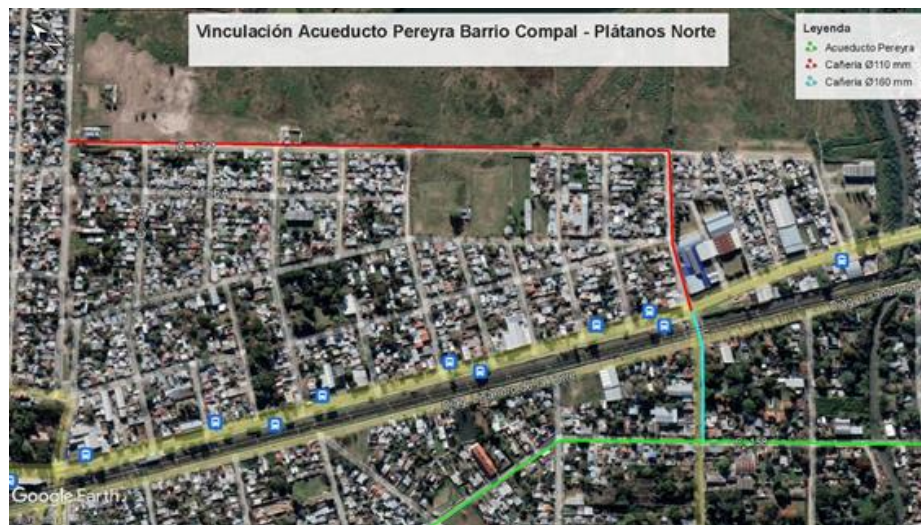 Vinculación Acueducto Pereyra Barrio Compal - Plátanos Norte
Leyenda
Acueducto Pereyra
Cañeria Ø110 mm
Cañeria Ø160 mm
Google Earth